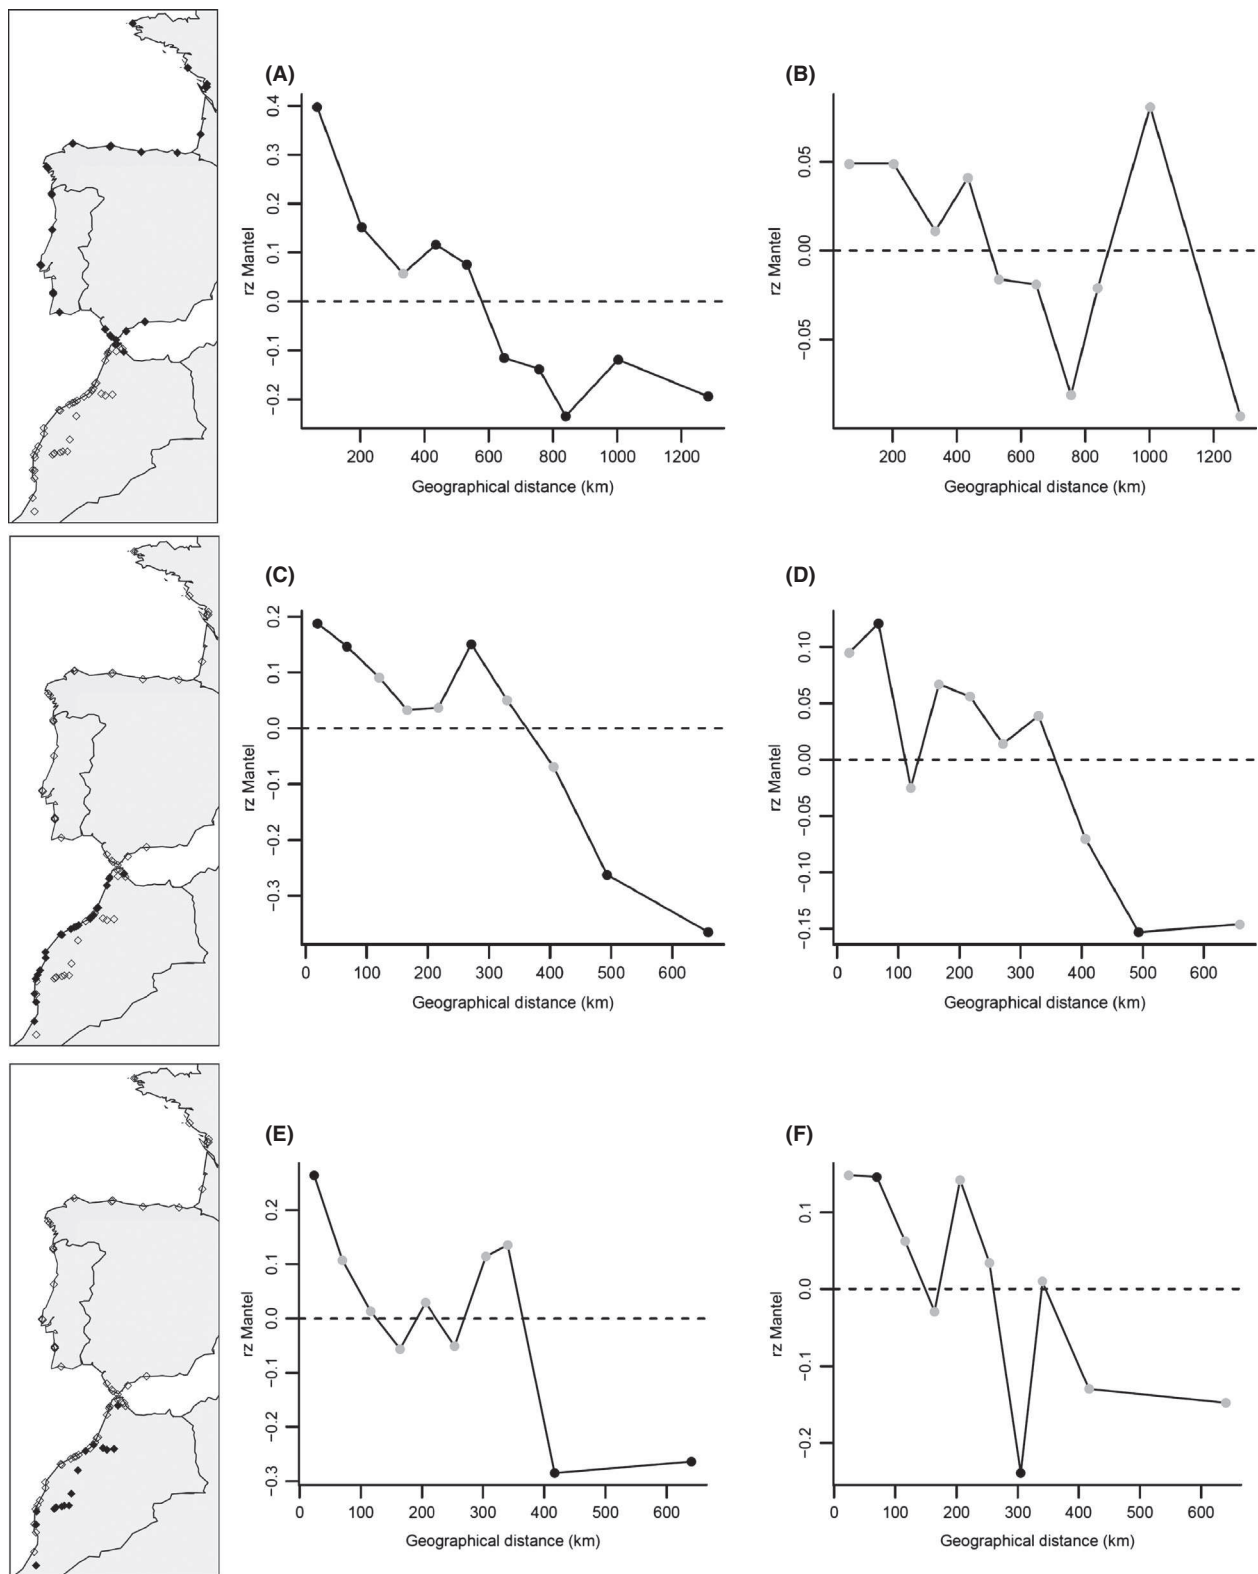 (A)
0.4
0.3
0.2
0.1
0.0
−0.1
−0.2
rz Mantel
200 400 600 800 1000 1200
Geographical distance (km)
(B)
0.05
0.00
−0.05
rz Mantel
200 400 600 800 1000 1200
Geographical distance (km)
(C)
0.2
0.1
0.0
−0.1
−0.2
−0.3
rz Mantel
0 100 200 300 400 500 600
Geographical distance (km)
(D)
0.10
0.05
0.00
−0.05
−0.10
−0.15
rz Mantel
0 100 200 300 400 500 600
Geographical distance (km)
(E)
0.2
0.1
0.0
−0.1
−0.2
−0.3
rz Mantel
0 100 200 300 400 500 600
Geographical distance (km)
(F)
0.1
0.0
−0.1
−0.2
rz Mantel
0 100 200 300 400 500 600
Geographical distance (km)